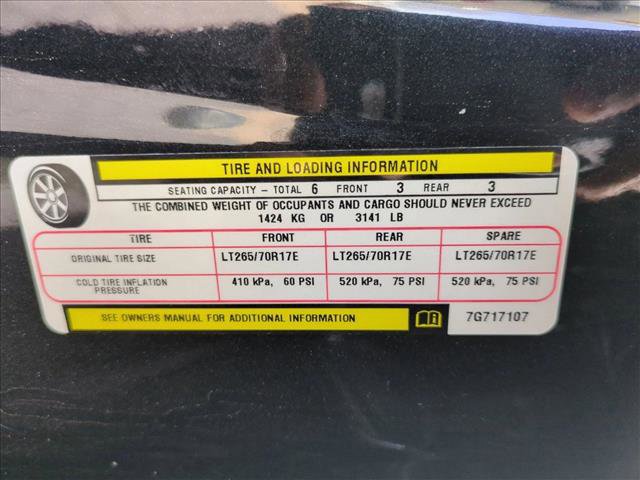 TIRE AND LOADING INFORMATION
SEATING CAPACITY – TOTAL 6 FRONT 3 REAR 3
THE COMBINED WEIGHT OF OCCUPANTS AND CARGO SHOULD NEVER EXCEED
1424 KG OR 3141 LB
TIRE FRONT REAR SPARE
ORIGINAL TIRE SIZE LT265/70R17E LT265/70R17E LT265/70R17E
COLD TIRE INFLATION PRESSURE 410 kPa, 60 PSI 520 kPa, 75 PSI 520 kPa, 75 PSI
SEE OWNERS MANUAL FOR ADDITIONAL INFORMATION 7G717107